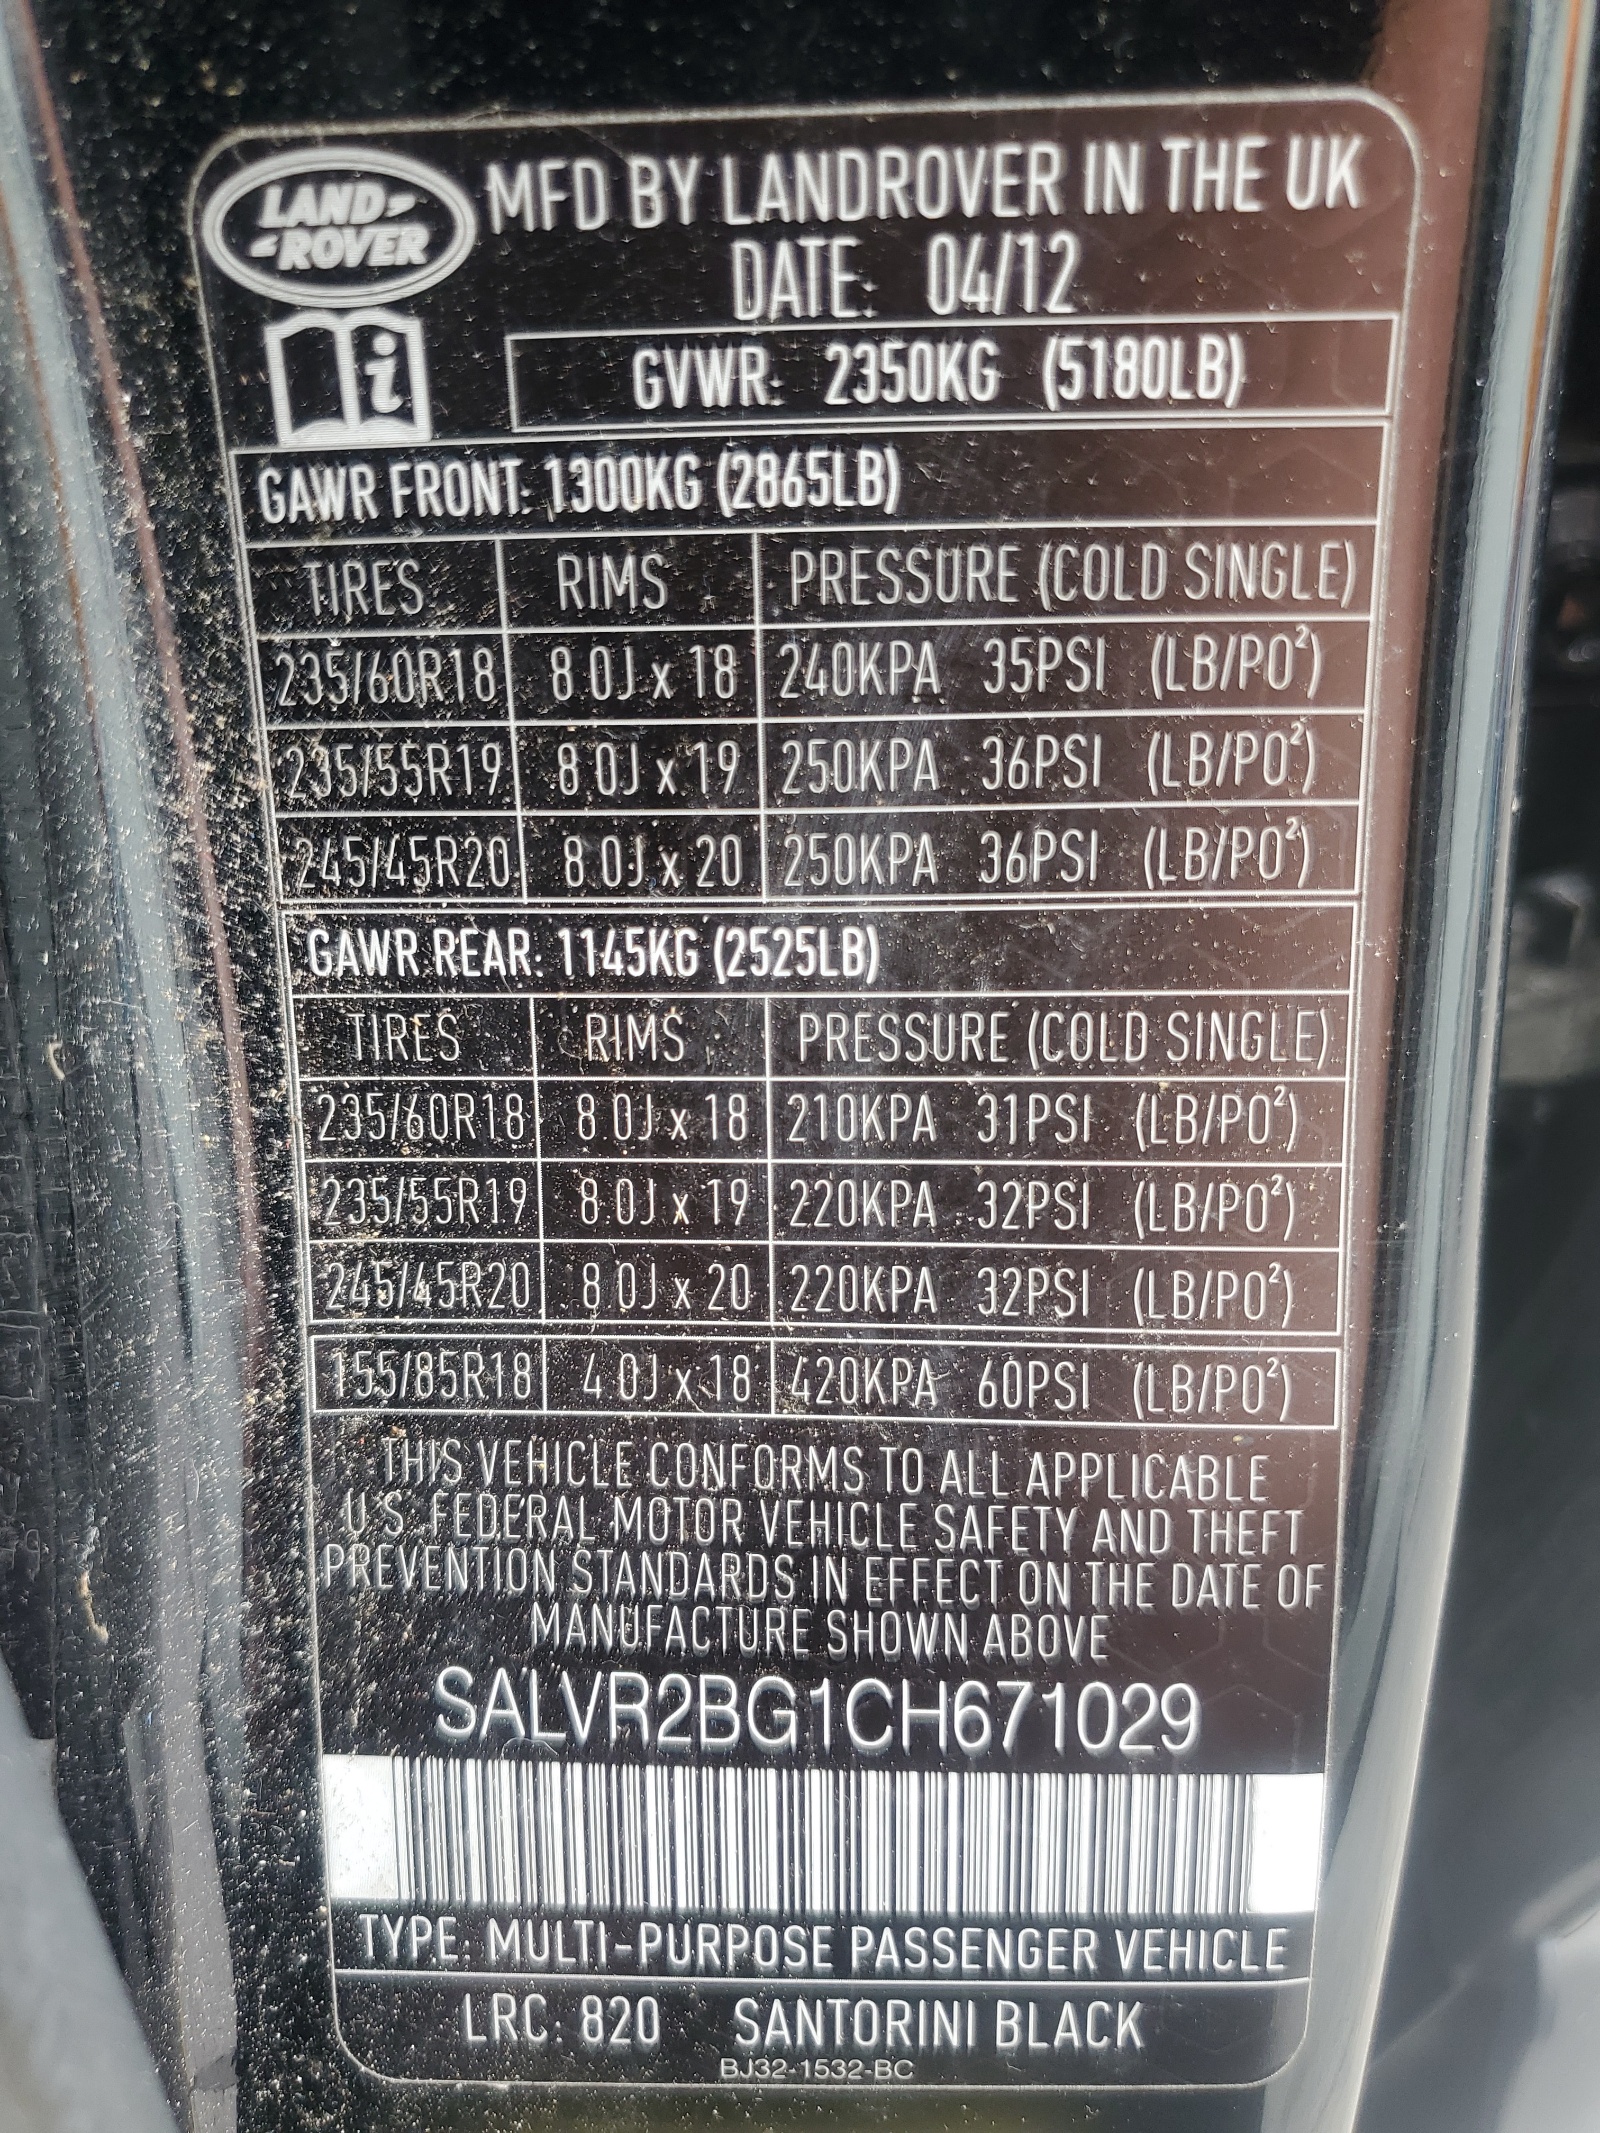 LAND-
-ROVER
MFD BY LANDROVER IN THE UK
DATE: 04/12
i
GVWR: 2350KG (5180LB)
GAWR FRONT: 1300KG (2865LB)
TIRES RIMS PRESSURE (COLD SINGLE)
235/60R18 8.0J x 18 240KPA 35PSI (LB/PO²)
235/55R19 8.0J x 19 250KPA 36PSI (LB/PO²)
245/45R20 8.0J x 20 250KPA 36PSI (LB/PO²)
GAWR REAR: 1145KG (2525LB)
TIRES RIMS PRESSURE (COLD SINGLE)
235/60R18 8.0J x 18 210KPA 31PSI (LB/PO²)
235/55R19 8.0J x 19 220KPA 32PSI (LB/PO²)
245/45R20 8.0J x 20 220KPA 32PSI (LB/PO²)
155/85R18 4.0J x 18 420KPA 60PSI (LB/PO²)
THIS VEHICLE CONFORMS TO ALL APPLICABLE
U.S. FEDERAL MOTOR VEHICLE SAFETY AND THEFT
PREVENTION STANDARDS IN EFFECT ON THE DATE OF
MANUFACTURE SHOWN ABOVE
SALVR2BG1CH671029
TYPE: MULTI-PURPOSE PASSENGER VEHICLE
LRC: 820 SANTORINI BLACK
BJ32-1532-BC